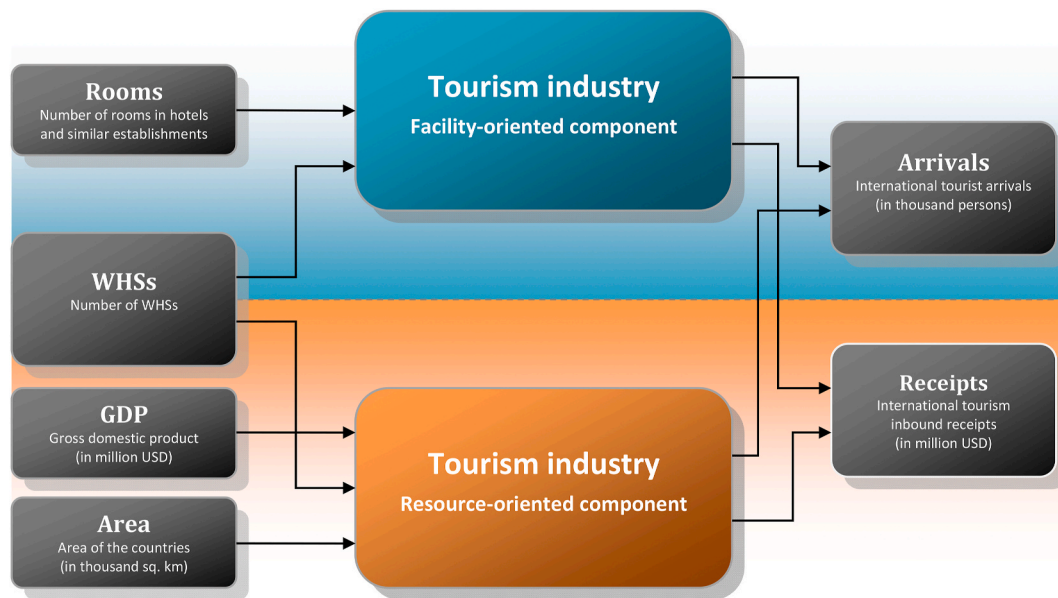 Rooms
Number of rooms in hotels
and similar establishments
WHSs
Number of WHSs
GDP
Gross domestic product
(in million USD)
Area
Area of the countries
(in thousand sq. km)
Tourism industry
Facility-oriented component
Tourism industry
Resource-oriented component
Arrivals
International tourist arrivals
(in thousand persons)
Receipts
International tourism
inbound receipts
(in million USD)